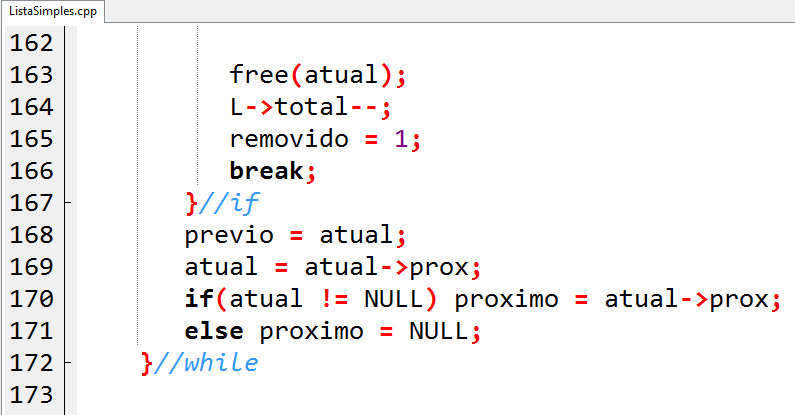 ListaSimples.cpp
162
163 free(atual);
164 L->total--;
165 removido = 1;
166 break;
167 }//if
168 previo = atual;
169 atual = atual->prox;
170 if(atual != NULL) proximo = atual->prox;
171 else proximo = NULL;
172 }//while
173